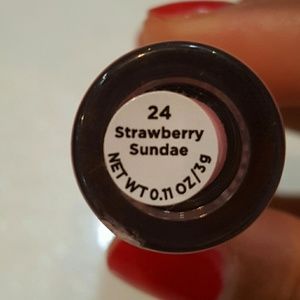 24
Strawberry
Sundae
NET WT 0.11 OZ/3g